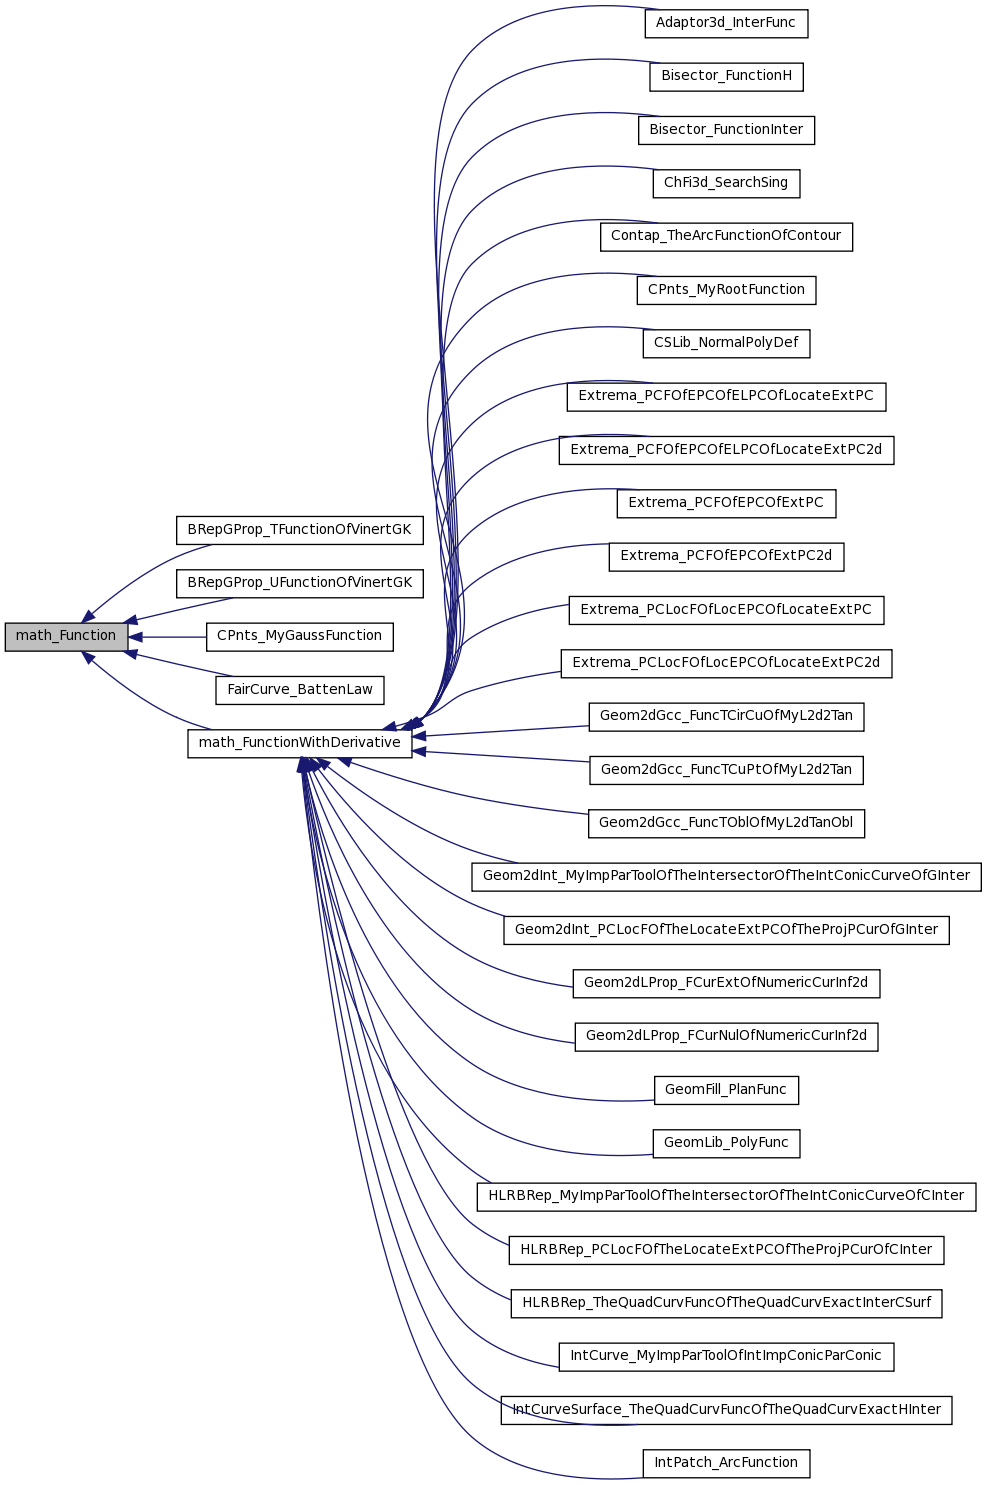 Adaptor3d_InterFunc
Bisector_FunctionH
Bisector_FunctionInter
ChFi3d_SearchSing
Contap_TheArcFunctionOfContour
CPnts_MyRootFunction
CSLib_NormalPolyDef
Extrema_PCFOfEPCOfELPCOfLocateExtPC
Extrema_PCFOfEPCOfELPCOfLocateExtPC2d
Extrema_PCFOfEPCOfExtPC
BRepGProp_TFunctionOfVinertGK
Extrema_PCFOfEPCOfExtPC2d
BRepGProp_UFunctionOfVinertGK
Extrema_PCLocFOfLocEPCOfLocateExtPC
math_Function
CPnts_MyGaussFunction
Extrema_PCLocFOfLocEPCOfLocateExtPC2d
FairCurve_BattenLaw
Geom2dGcc_FuncTCirCuOfMyL2d2Tan
math_FunctionWithDerivative
Geom2dGcc_FuncTCuPtOfMyL2d2Tan
Geom2dGcc_FuncTOblOfMyL2dTanObl
Geom2dInt_MyImpParToolOfTheIntersectorOfTheIntConicCurveOfGInter
Geom2dInt_PCLocFOfTheLocateExtPCOfTheProjPCurOfGInter
Geom2dLProp_FCurExtOfNumericCurInf2d
Geom2dLProp_FCurNulOfNumericCurInf2d
GeomFill_PlanFunc
GeomLib_PolyFunc
HLRBRep_MyImpParToolOfTheIntersectorOfTheIntConicCurveOfCInter
HLRBRep_PCLocFOfTheLocateExtPCOfTheProjPCurOfCInter
HLRBRep_TheQuadCurvFuncOfTheQuadCurvExactInterCSurf
IntCurve_MyImpParToolOfIntImpConicParConic
IntCurveSurface_TheQuadCurvFuncOfTheQuadCurvExactHInter
IntPatch_ArcFunction